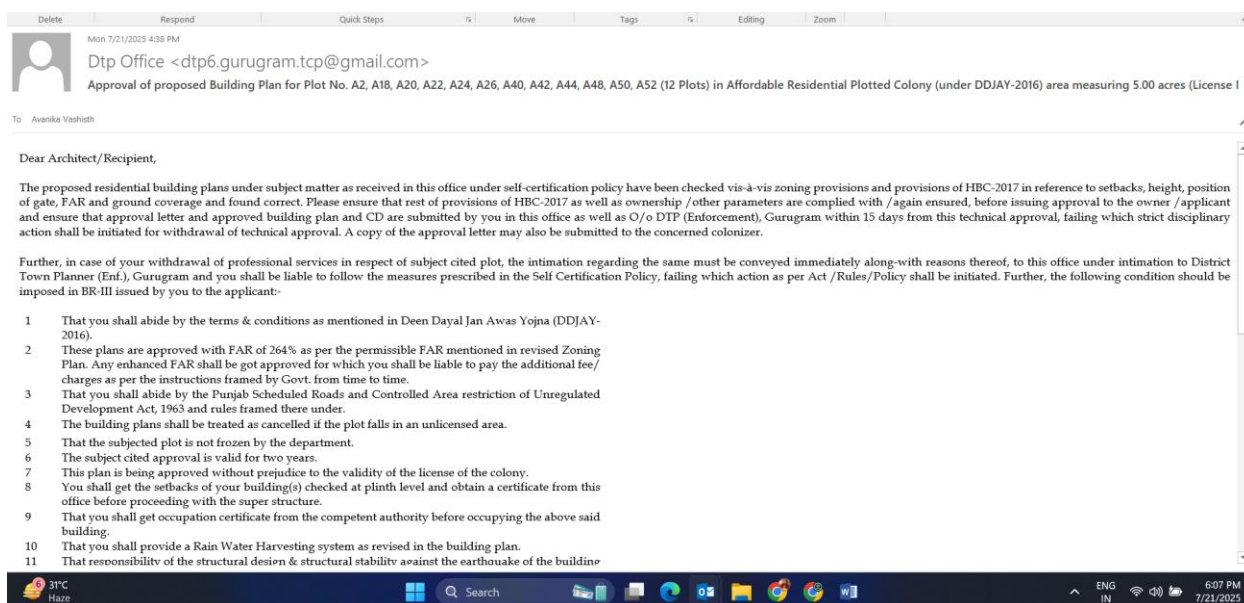 Delete Respond Quick Steps Move Tags Editing Zoom
Mon 7/21/2025 4:38 PM
Dtp Office <dtp6.gurugram.tcp@gmail.com>
Approval of proposed Building Plan for Plot No. A2, A18, A20, A22, A24, A26, A40, A42, A44, A48, A50, A52 (12 Plots) in Affordable Residential Plotted Colony (under DDJAY-2016) area measuring 5.00 acres (License
To Avanika Vashisth
Dear Architect/Recipient,
The proposed residential building plans under subject matter as received in this office under self-certification policy have been checked vis-à-vis zoning provisions and provisions of HBC-2017 in reference to setbacks, height, position
of gate, FAR and ground coverage and found correct. Please ensure that rest of provisions of HBC-2017 as well as ownership /other parameters are complied with /again ensured, before issuing approval to the owner /applicant
and ensure that approval letter and approved building plan and CD are submitted by you in this office as well as O/o DTP (Enforcement), Gurugram within 15 days from this technical approval, failing which strict disciplinary
action shall be initiated for withdrawal of technical approval. A copy of the approval letter may also be submitted to the concerned colonizer.
Further, in case of your withdrawal of professional services in respect of subject cited plot, the intimation regarding the same must be conveyed immediately along-with reasons thereof, to this office under intimation to District
Town Planner (Enf.), Gurugram and you shall be liable to follow the measures prescribed in the Self Certification Policy, failing which action as per Act /Rules/Policy shall be initiated. Further, the following condition should be
imposed in BR-III issued by you to the applicant:-
1 That you shall abide by the terms & conditions as mentioned in Deen Dayal Jan Awas Yojna (DDJAY-
2016).
2 These plans are approved with FAR of 264% as per the permissible FAR mentioned in revised Zoning
Plan. Any enhanced FAR shall be got approved for which you shall be liable to pay the additional fee/
charges as per the instructions framed by Govt. from time to time.
3 That you shall abide by the Punjab Scheduled Roads and Controlled Area restriction of Unregulated
Development Act, 1963 and rules framed there under.
4 The building plans shall be treated as cancelled if the plot falls in an unlicensed area.
5 That the subjected plot is not frozen by the department.
6 The subject cited approval is valid for two years.
7 This plan is being approved without prejudice to the validity of the license of the colony.
8 You shall get the setbacks of your building(s) checked at plinth level and obtain a certificate from this
office before proceeding with the super structure.
9 That you shall get occupation certificate from the competent authority before occupying the above said
building.
10 That you shall provide a Rain Water Harvesting system as revised in the building plan.
11 That responsibility of the structural design & structural stability against the earthquake of the building
6 31°C
Haze
Search
ENG
IN
6:07 PM
7/21/2025